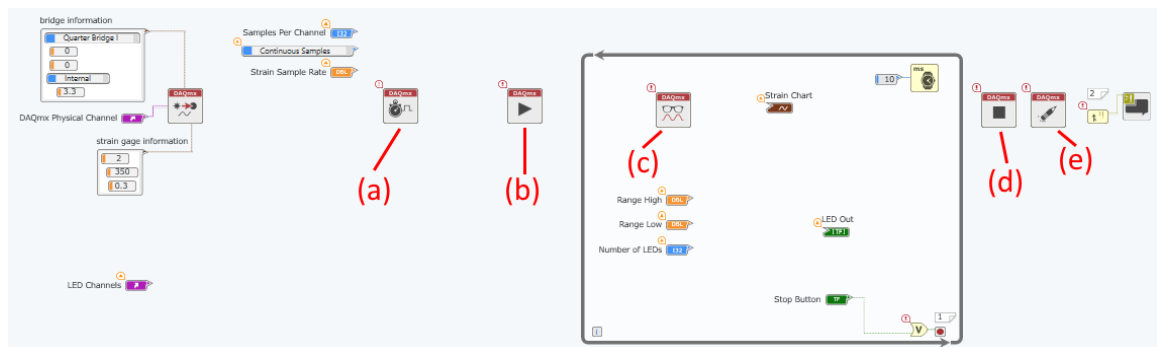 bridge information
Quarter Bridge I
0
0
Internal
3.3
DAQmx Physical Channel
DAQmx
strain gage information
2
350
0.3
LED Channels
Samples Per Channel
I32
Continuous Samples
Strain Sample Rate
DBL
DAQmx
(a)
DAQmx
(b)
DAQmx
(c)
Strain Chart
ms
10
Range High
DBL
Range Low
DBL
Number of LEDs
I32
LED Out
[TF]
Stop Button
TF
V
1
i
DAQmx
(d)
DAQmx
(e)
2